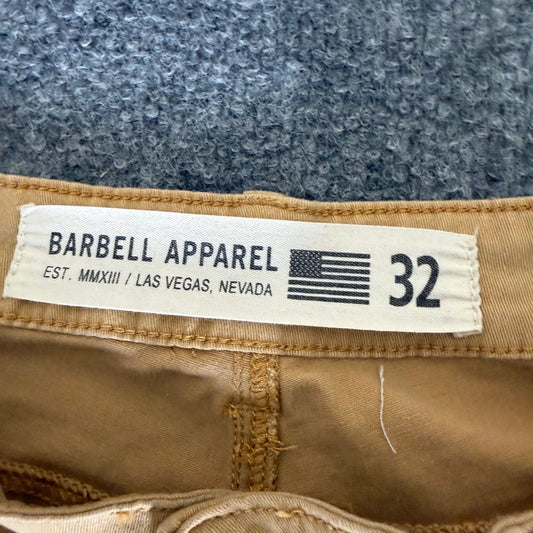 BARBELL APPAREL
EST. MMXIII / LAS VEGAS, NEVADA
32